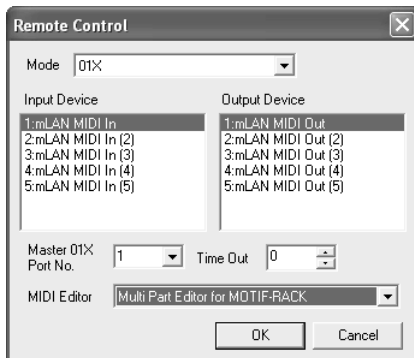 Remote Control
Mode 01X
Input Device Output Device
1:mLAN MIDI In
2:mLAN MIDI In (2)
3:mLAN MIDI In (3)
4:mLAN MIDI In (4)
5:mLAN MIDI In (5)
1:mLAN MIDI Out
2:mLAN MIDI Out (2)
3:mLAN MIDI Out (3)
4:mLAN MIDI Out (4)
5:mLAN MIDI Out (5)
Master 01X
Port No. 1 Time Out 0
MIDI Editor Multi Part Editor for MOTIF-RACK
OK Cancel